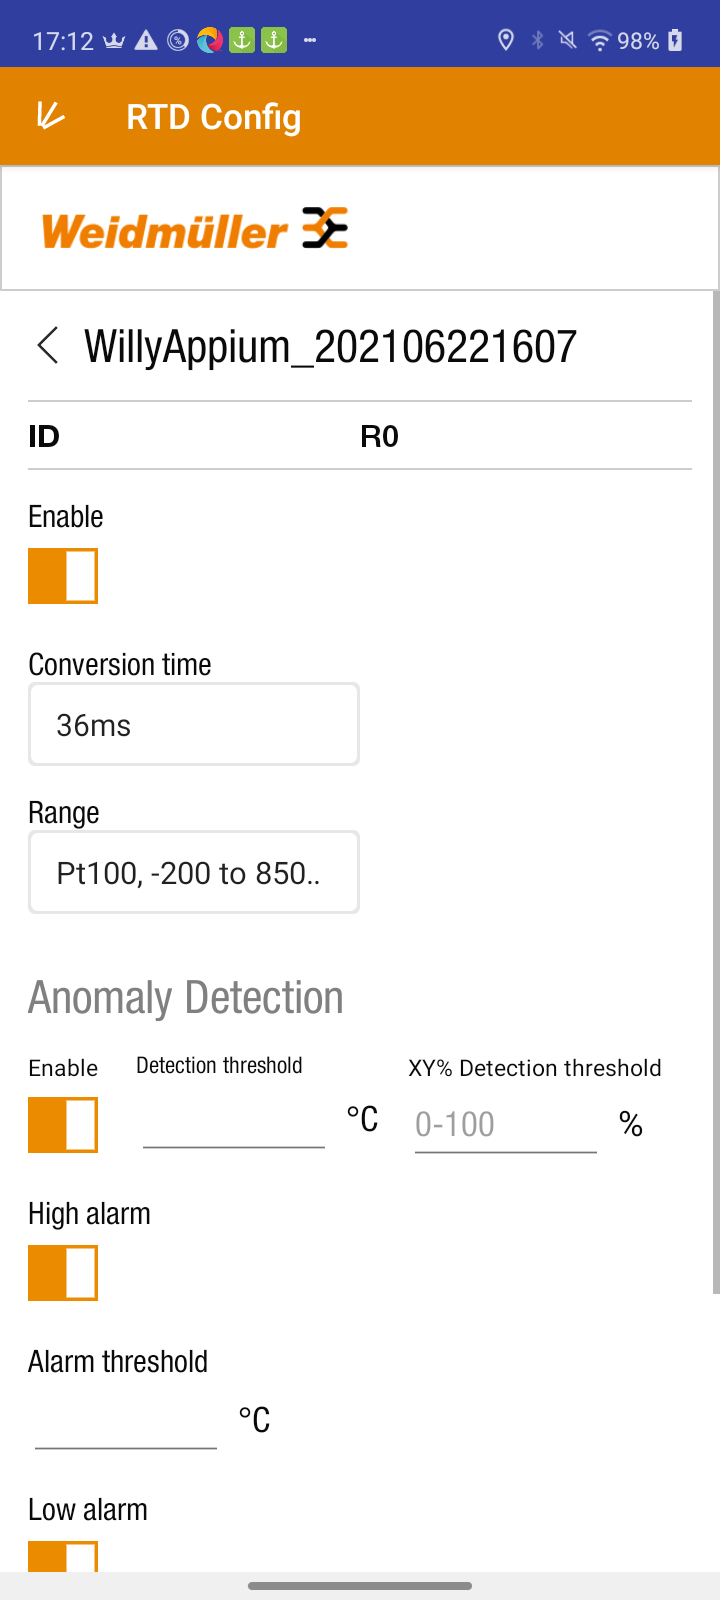 17:12 98%
RTD Config
Weidmüller
WillyAppium_202106221607
ID R0
Enable
Conversion time
36ms
Range
Pt100, -200 to 850..
Anomaly Detection
Enable Detection threshold XY% Detection threshold
°C 0-100 %
High alarm
Alarm threshold
°C
Low alarm